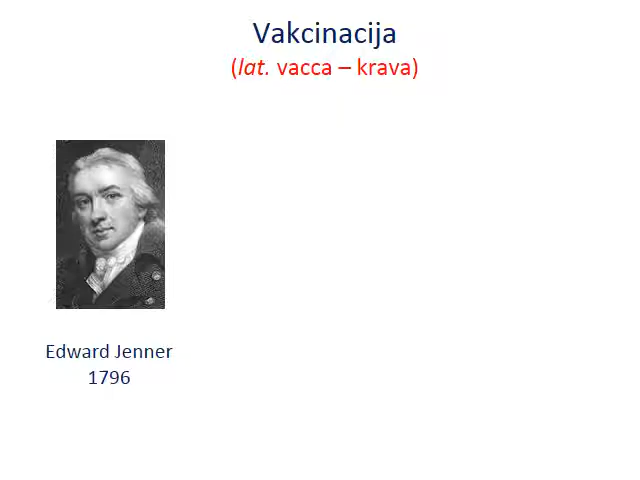 Vakcinacija
(lat. vacca – krava)
Edward Jenner
1796